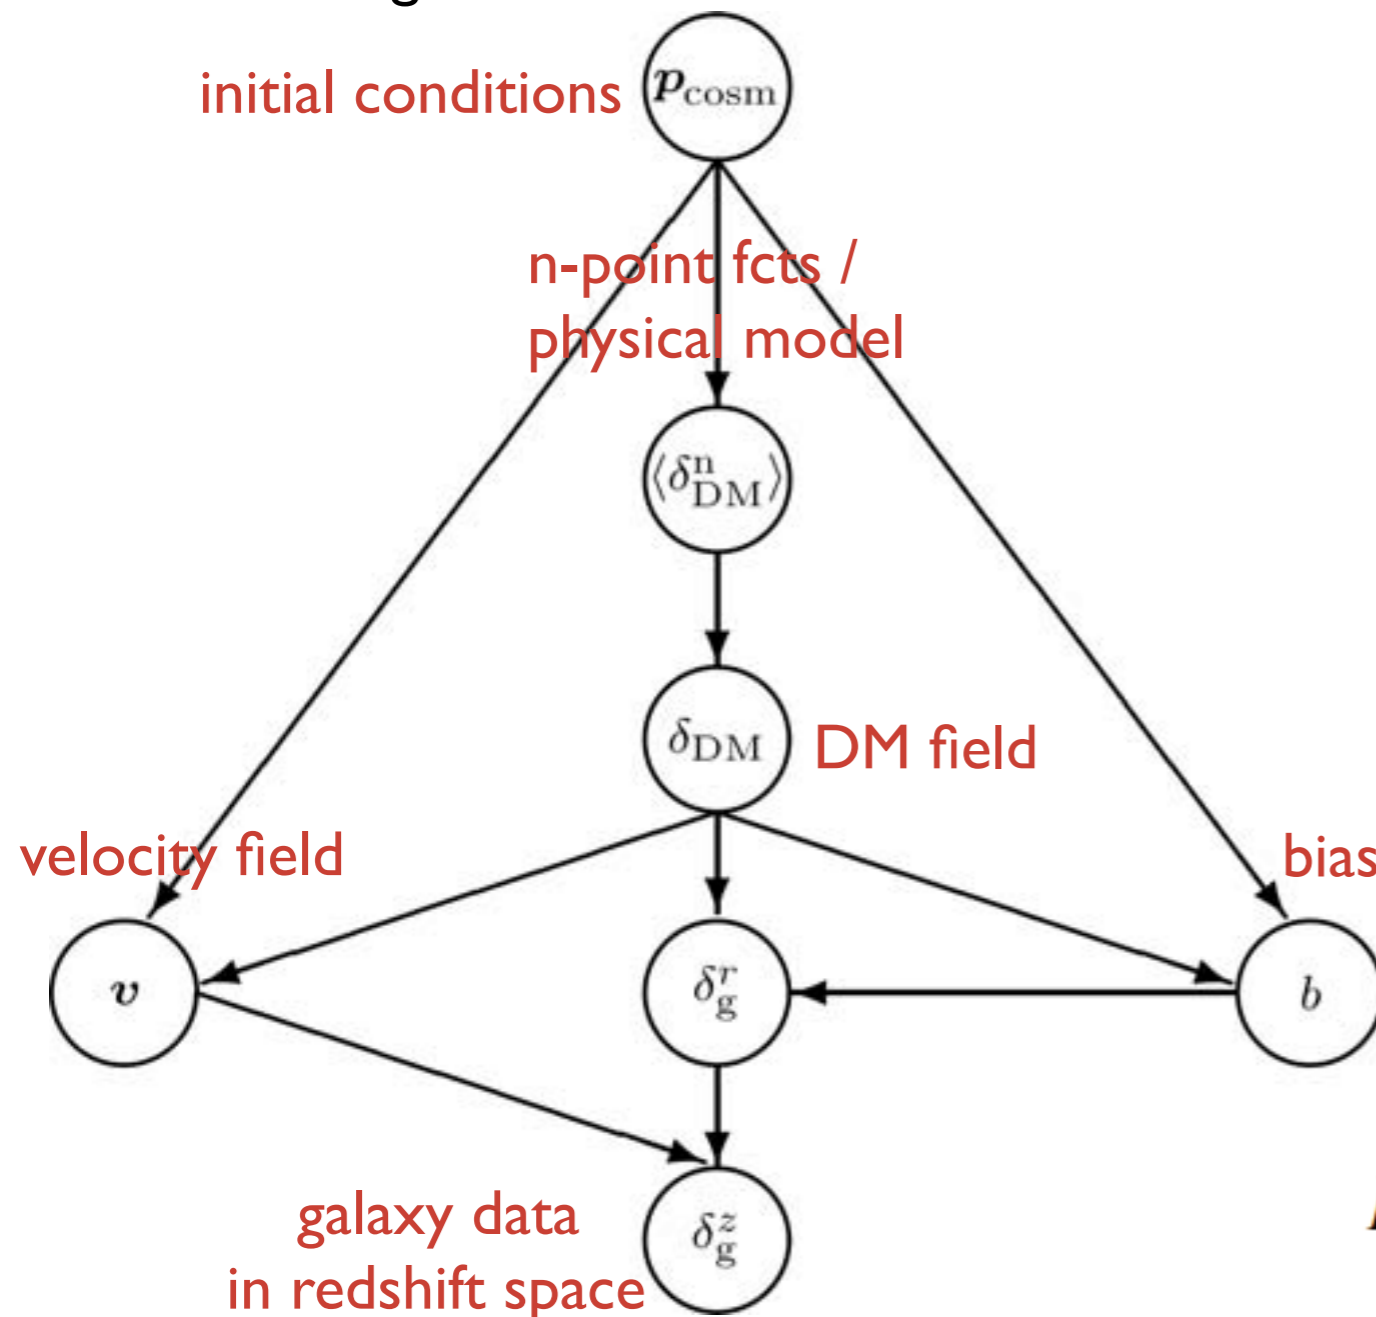 initial conditions
p_cosm
n-point fcts /
physical model
⟨δ^n_DM⟩
δ_DM
DM field
velocity field
bias
v
δ^r_g
b
δ^z_g
galaxy data
in redshift space